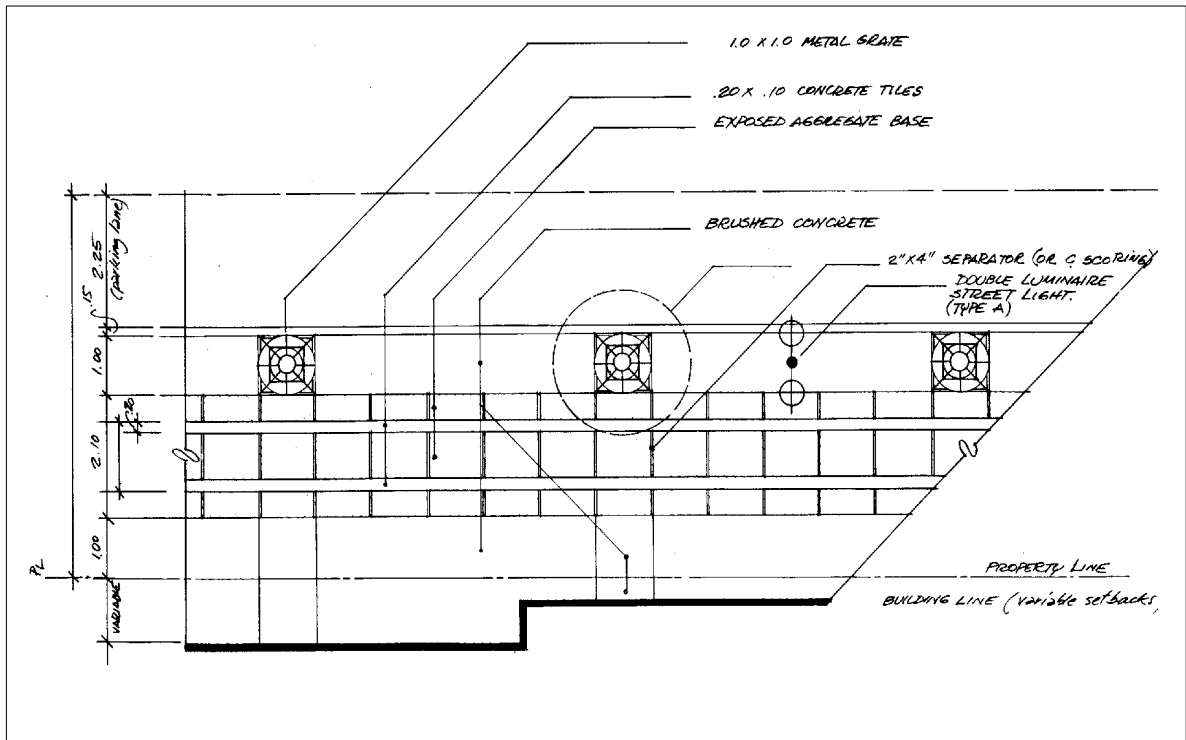 1.0 X 1.0 METAL GRATE
.20 X .10 CONCRETE TILES
EXPOSED AGGREGATE BASE
BRUSHED CONCRETE
2"X4" SEPARATOR (OR C SCORING)
DOUBLE LUMINAIRE
STREET LIGHT.
(TYPE A)
2.25
(parking lane)
.15
1.00
.20
2.10
1.00
PL
VARIABLE
PROPERTY LINE
BUILDING LINE (variable setbacks,